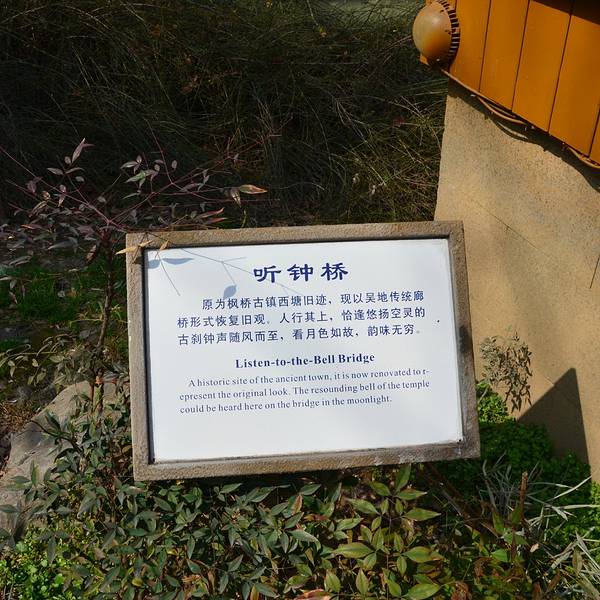 听钟桥
原为枫桥古镇西塘旧迹，现以吴地传统廊
桥形式恢复旧观。人行其上，恰逢悠扬空灵的
古刹钟声随风而至，看月色如故，韵味无穷。
Listen-to-the-Bell Bridge
A historic site of the ancient town, it is now renovated to r-
epresent the original look. The resounding bell of the temple
could be heard here on the bridge in the moonlight.